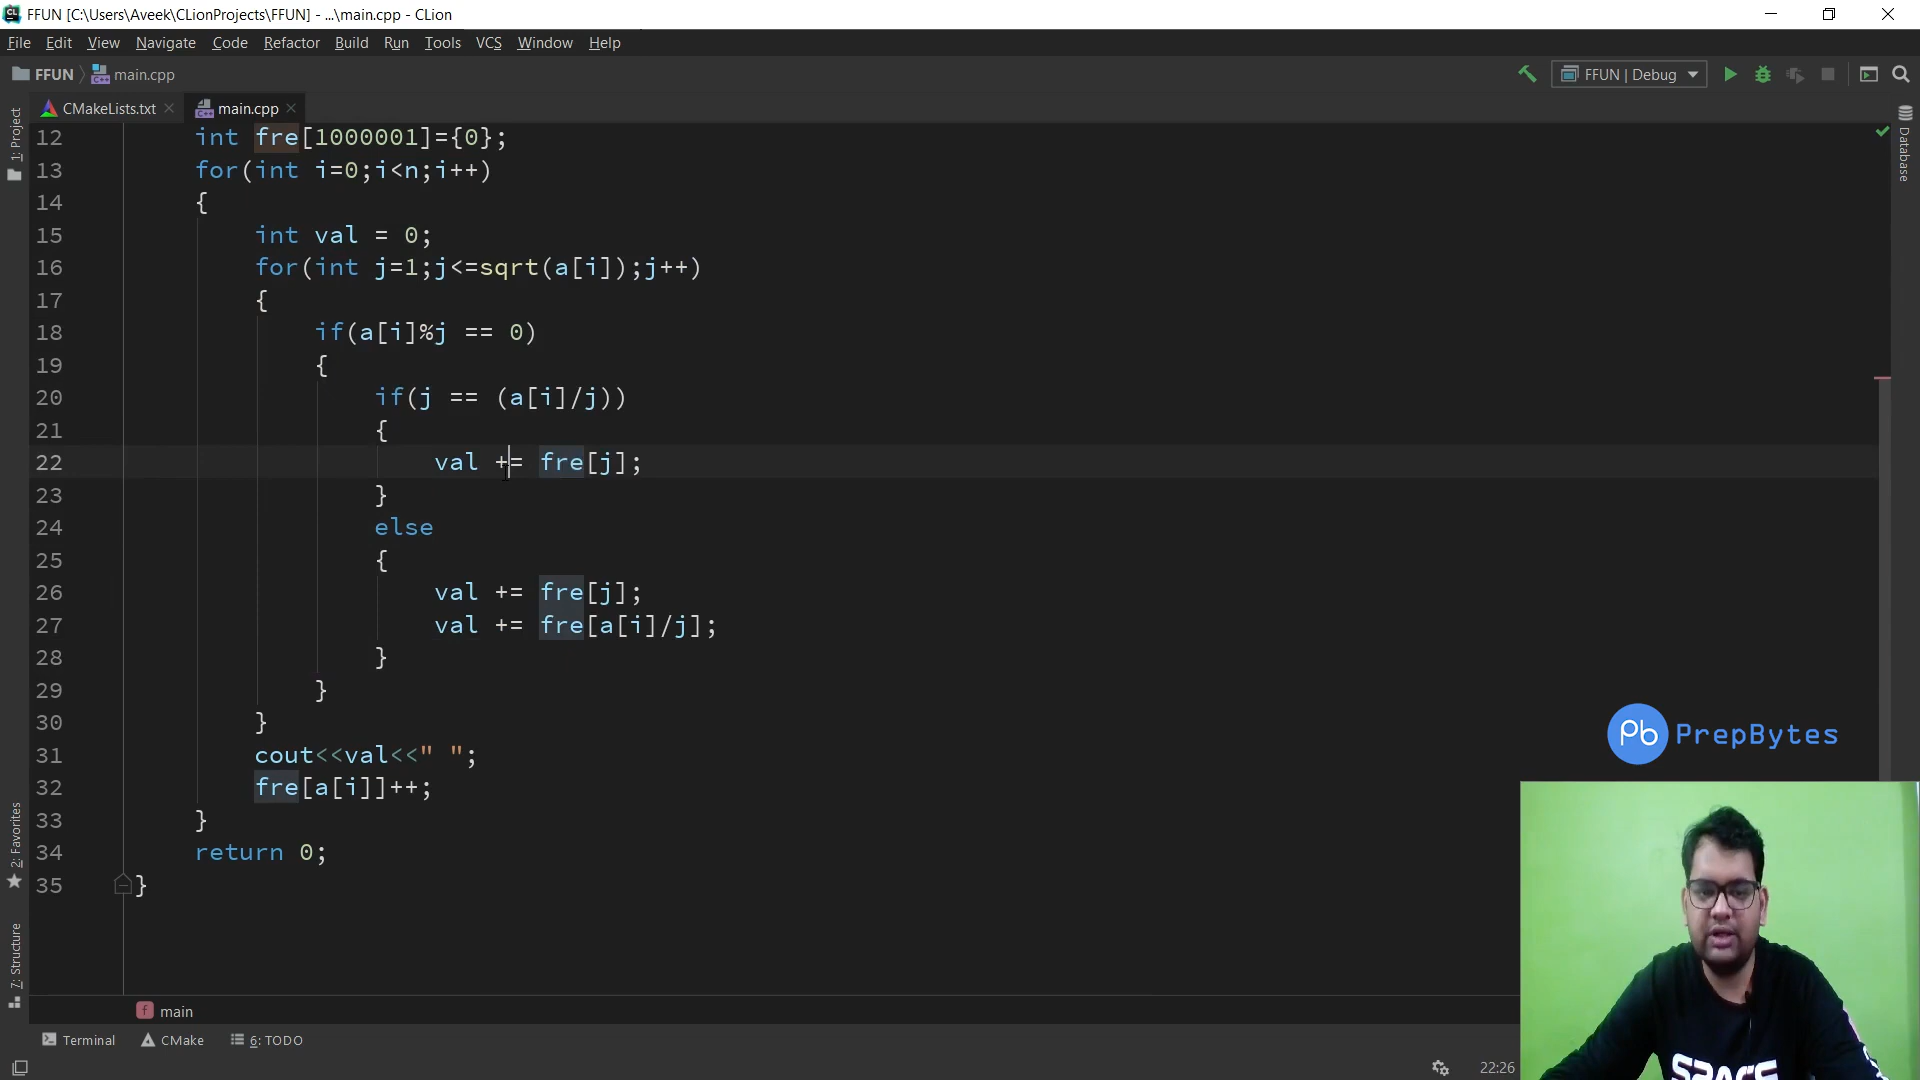 FFUN [C:\Users\Aveek\CLionProjects\FFUN] - ...\main.cpp - CLion
File Edit View Navigate Code Refactor Build Run Tools VCS Window Help
FFUN main.cpp
FFUN | Debug
CMakeLists.txt main.cpp
1: Project
Database
12 int fre[1000001]={0};
13 for(int i=0;i<n;i++)
14 {
15 int val = 0;
16 for(int j=1;j<=sqrt(a[i]);j++)
17 {
18 if(a[i]%j == 0)
19 {
20 if(j == (a[i]/j))
21 {
22 val += fre[j];
23 }
24 else
25 {
26 val += fre[j];
27 val += fre[a[i]/j];
28 }
29 }
30 }
31 cout<<val<<" ";
32 fre[a[i]]++;
33 }
34 return 0;
35 }
Pb PrepBytes
2: Favorites
7: Structure
f main
Terminal CMake 6: TODO
22:26
SPACE